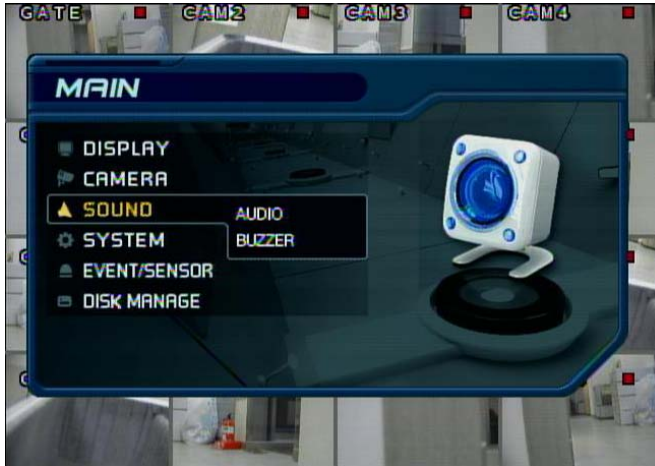 GATE CAM2 CAM3 CAM4
MAIN
DISPLAY
CAMERA
SOUND
AUDIO
SYSTEM
BUZZER
EVENT/SENSOR
DISK MANAGE